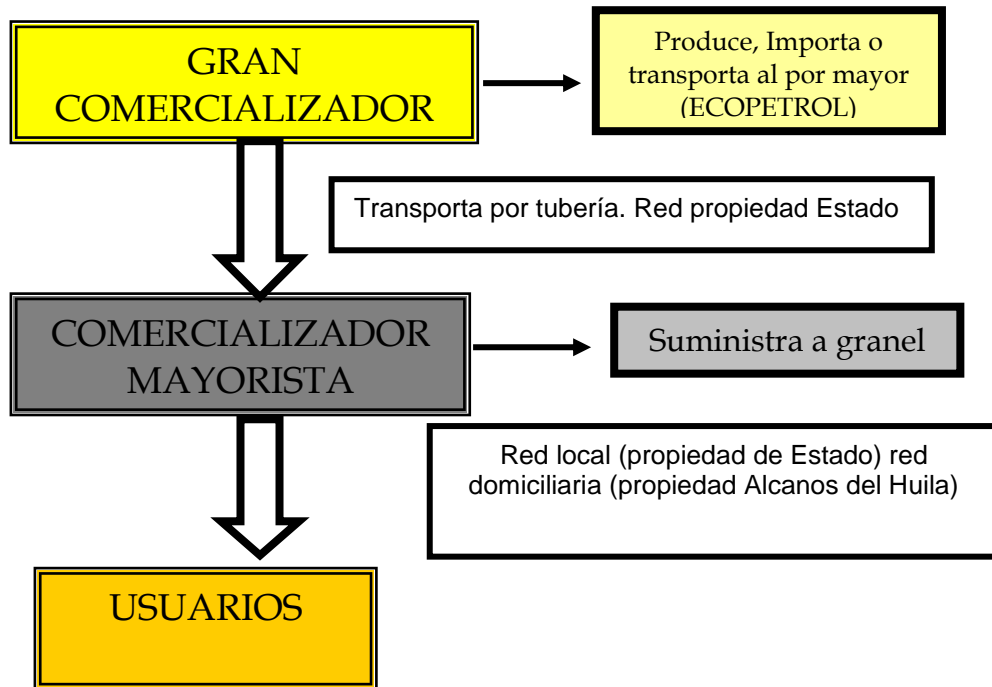 GRAN
COMERCIALIZADOR
Produce, Importa o
transporta al por mayor
(ECOPETROL)
Transporta por tubería. Red propiedad Estado
COMERCIALIZADOR
MAYORISTA
Suministra a granel
Red local (propiedad de Estado) red
domiciliaria (propiedad Alcanos del Huila)
USUARIOS